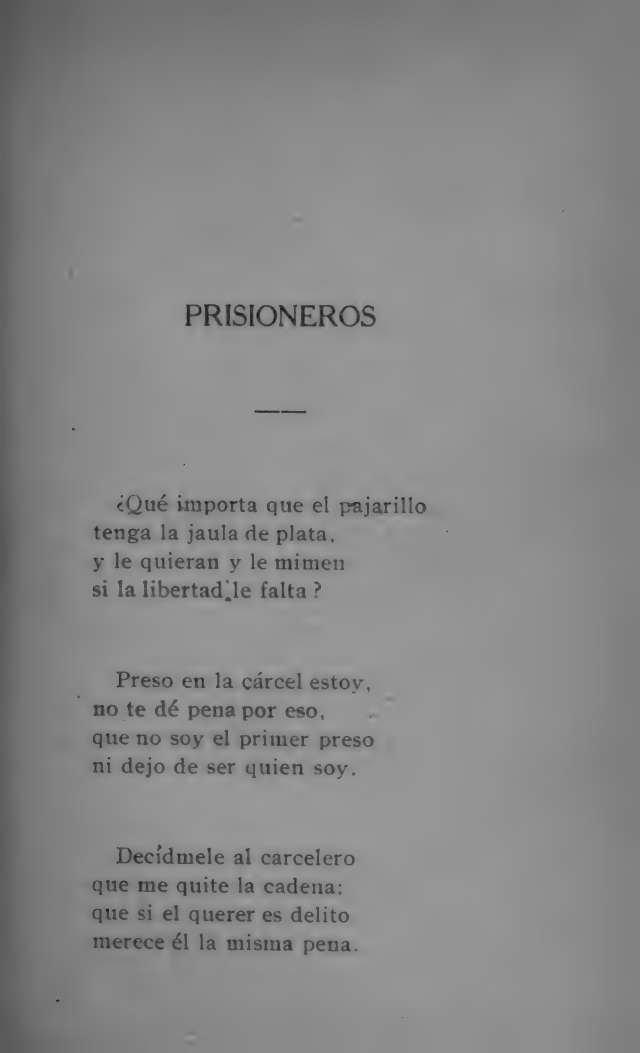 PRISIONEROS
¿Qué importa que el pajarillo
tenga la jaula de plata,
y le quieran y le mimen
si la libertad le falta ?
Preso en la cárcel estoy,
no te dé pena por eso,
que no soy el primer preso
ni dejo de ser quien soy.
Decídmele al carcelero
que me quite la cadena;
que si el querer es delito
merece él la misma pena.